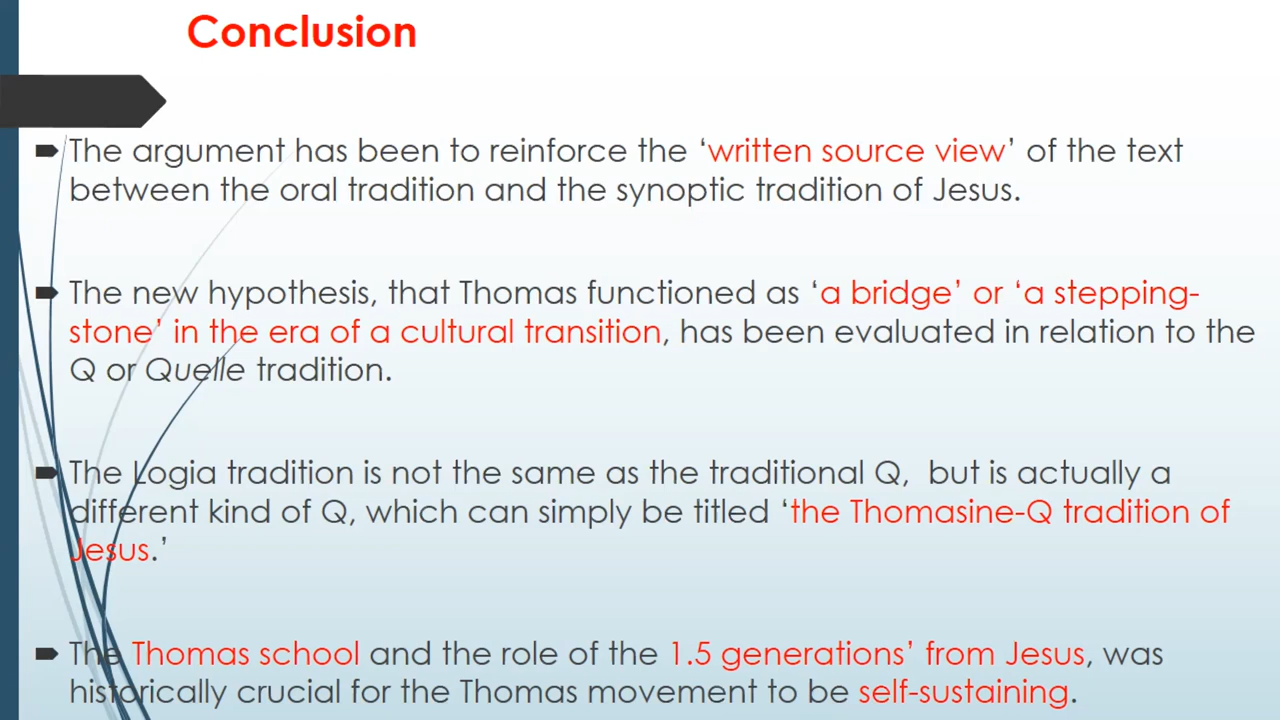 Conclusion
The argument has been to reinforce the ‘written source view’ of the text
between the oral tradition and the synoptic tradition of Jesus.
The new hypothesis, that Thomas functioned as ‘a bridge’ or ‘a stepping-
stone’ in the era of a cultural transition, has been evaluated in relation to the
Q or Quelle tradition.
The Logia tradition is not the same as the traditional Q,  but is actually a
different kind of Q, which can simply be titled ‘the Thomasine-Q tradition of
Jesus.’
The Thomas school and the role of the 1.5 generations’ from Jesus, was
historically crucial for the Thomas movement to be self-sustaining.